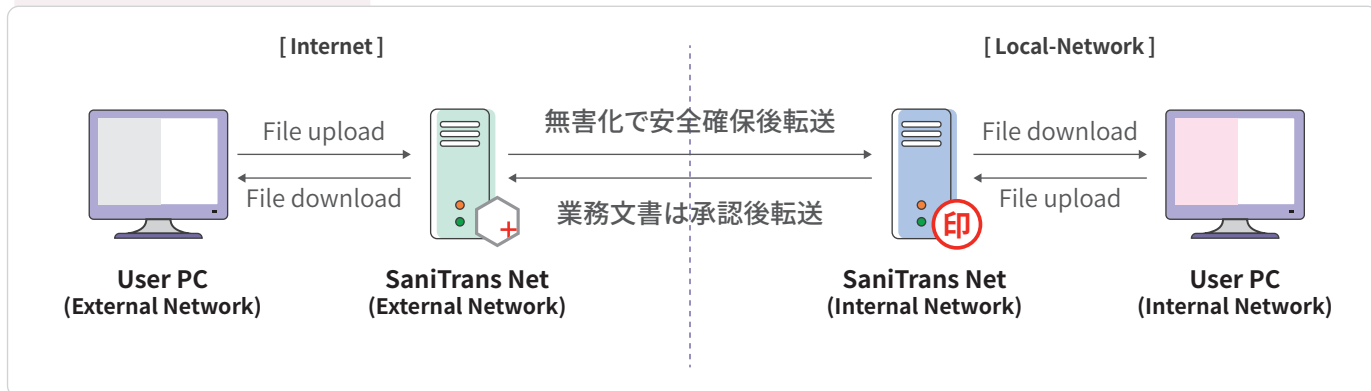 [ Internet ]
[ Local-Network ]
File upload
File download
無害化で安全確保後転送
業務文書は承認後転送
File download
File upload
印
User PC
(External Network)
SaniTrans Net
(External Network)
SaniTrans Net
(Internal Network)
User PC
(Internal Network)